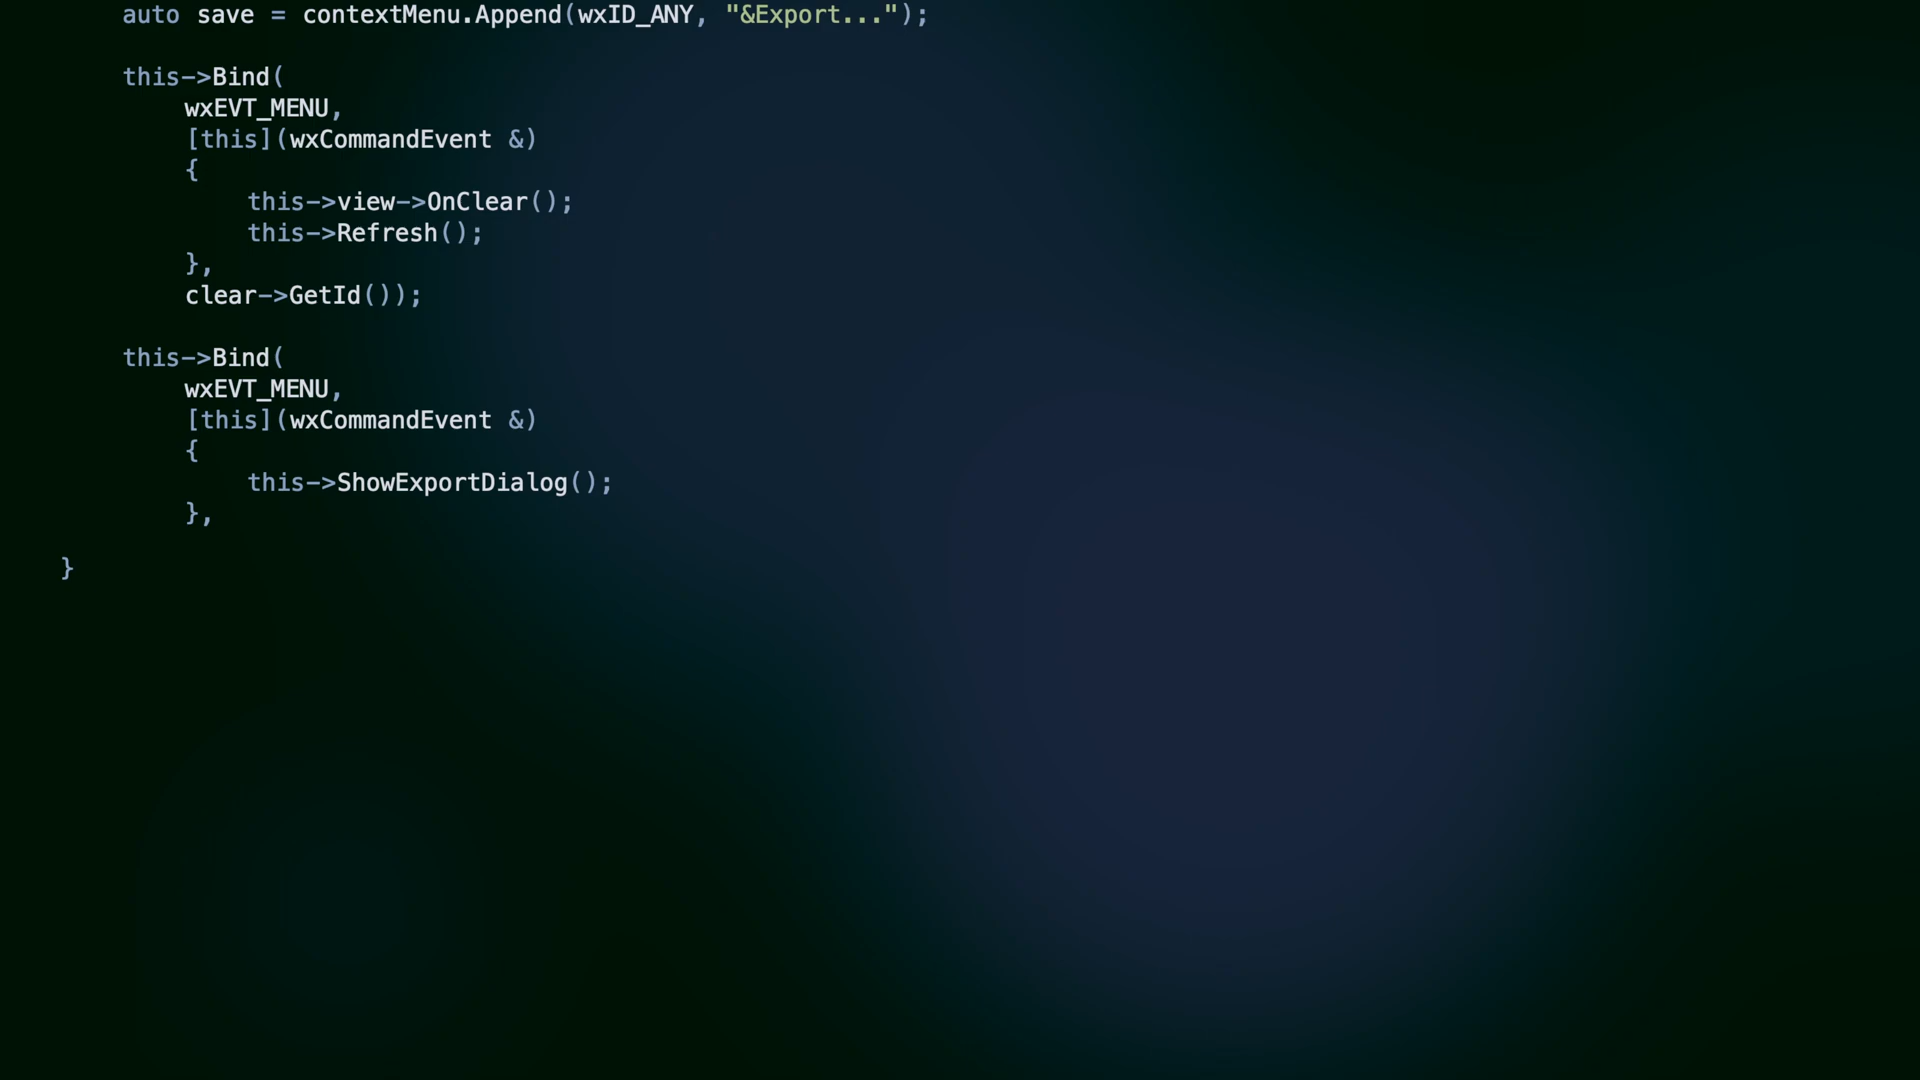 auto save = contextMenu.Append(wxID_ANY, "&Export...");
this->Bind(
wxEVT_MENU,
[this](wxCommandEvent &)
{
this->view->OnClear();
this->Refresh();
},
clear->GetId());
this->Bind(
wxEVT_MENU,
[this](wxCommandEvent &)
{
this->ShowExportDialog();
},
}